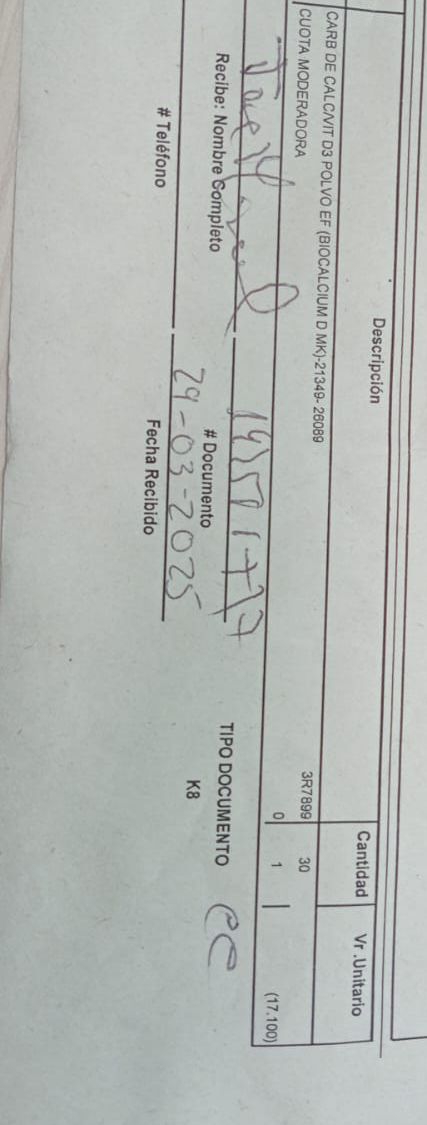 Descripción Cantidad Vr .Unitario
CARB DE CALC/VIT D3 POLVO EF (BIOCALCIUM D MK)-21349- 26089 3R7899 30
CUOTA MODERADORA 0 1 (17.100)
Recibe: Nombre Completo # Documento TIPO DOCUMENTO CC
K8
29-03-2025
# Teléfono Fecha Recibido